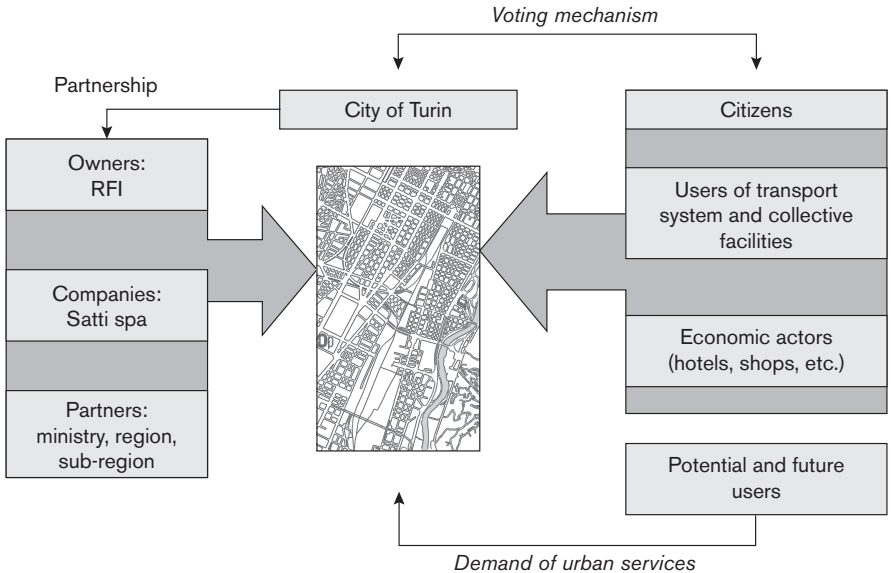 Voting mechanism
Partnership
City of Turin
Citizens
Owners:
RFI
Users of transport
system and collective
facilities
Companies:
Satti spa
Economic actors
(hotels, shops, etc.)
Partners:
ministry, region,
sub-region
Potential and future
users
Demand of urban services